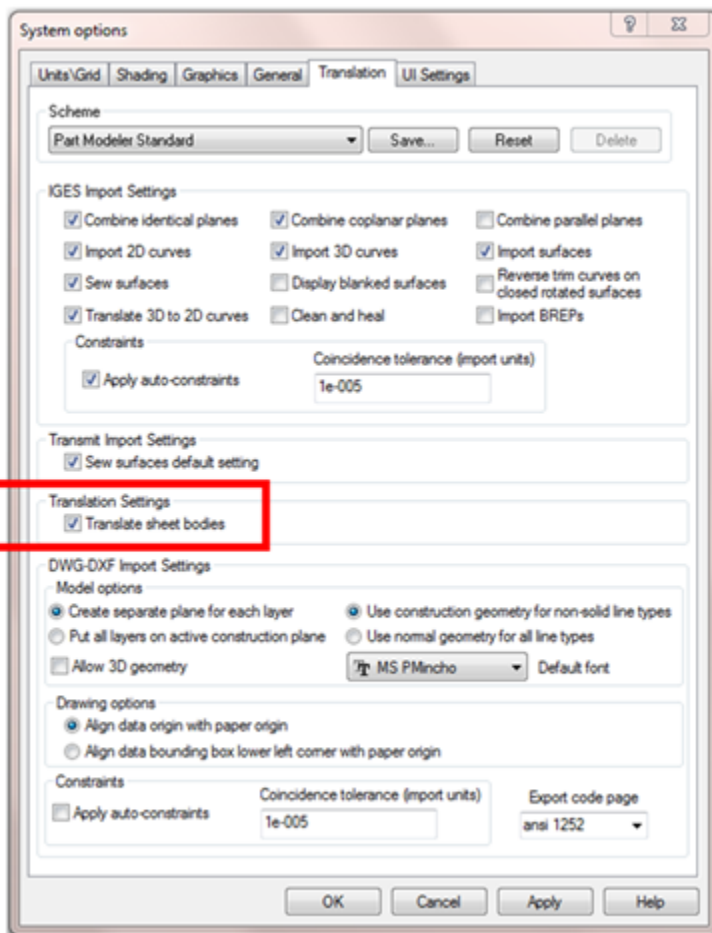 System options
Units\Grid Shading Graphics General Translation UI Settings
Scheme
Part Modeler Standard Save... Reset Delete
IGES Import Settings
Combine identical planes Combine coplanar planes Combine parallel planes
Import 2D curves Import 3D curves Import surfaces
Sew surfaces Display blanked surfaces Reverse trim curves on
closed rotated surfaces
Translate 3D to 2D curves Clean and heal Import BREPs
Constraints
Coincidence tolerance (import units)
Apply auto-constraints 1e-005
Transmit Import Settings
Sew surfaces default setting
Translation Settings
Translate sheet bodies
DWG-DXF Import Settings
Model options
Create separate plane for each layer Use construction geometry for non-solid line types
Put all layers on active construction plane Use normal geometry for all line types
Allow 3D geometry MS PMincho Default font
Drawing options
Align data origin with paper origin
Align data bounding box lower left corner with paper origin
Constraints
Coincidence tolerance (import units) Export code page
Apply auto-constraints 1e-005 ansi 1252
OK Cancel Apply Help